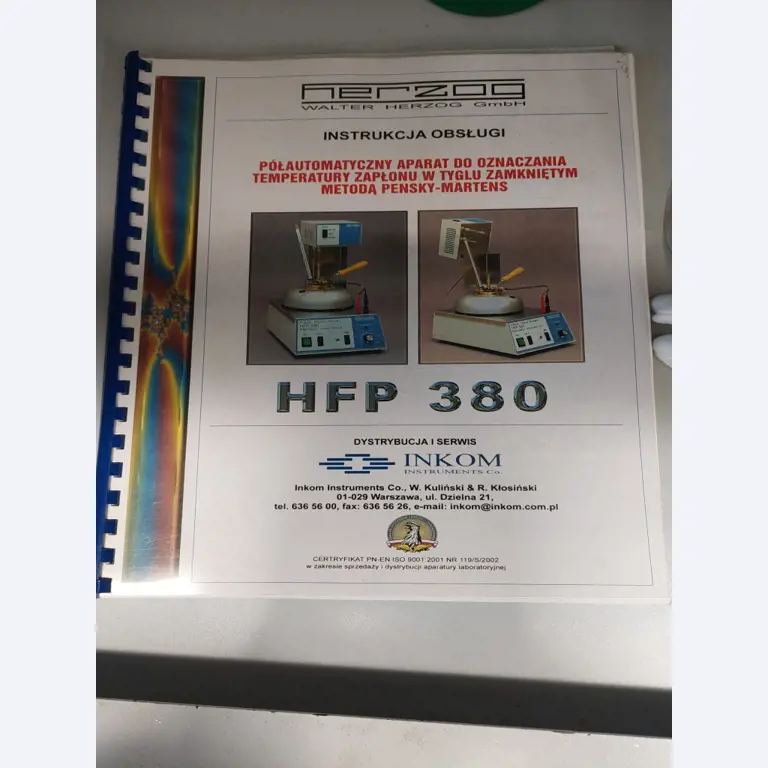 herzog
WALTER HERZOG GmbH
INSTRUKCJA OBSŁUGI
PÓŁAUTOMATYCZNY APARAT DO OZNACZANIA
TEMPERATURY ZAPŁONU W TYGLU ZAMKNIĘTYM
METODĄ PENSKY-MARTENS
HFP 380
DYSTRYBUCJA I SERWIS
INKOM
INSTRUMENTS Co.
Inkom Instruments Co., W. Kuliński & R. Kłosiński
01-029 Warszawa, ul. Dzielna 21,
tel. 636 56 00, fax: 636 56 26, e-mail: inkom@inkom.com.pl
CERTYFIKAT PN-EN ISO 9001:2001 NR 119/S/2002
w zakresie sprzedaży i dystrybucji aparatury laboratoryjnej